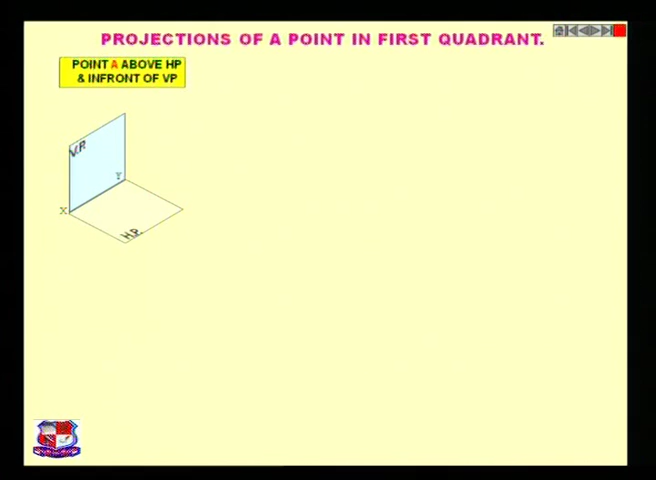 PROJECTIONS OF A POINT IN FIRST QUADRANT.
POINT A ABOVE HP
& INFRONT OF VP
V.P.
Y
X
H.P.